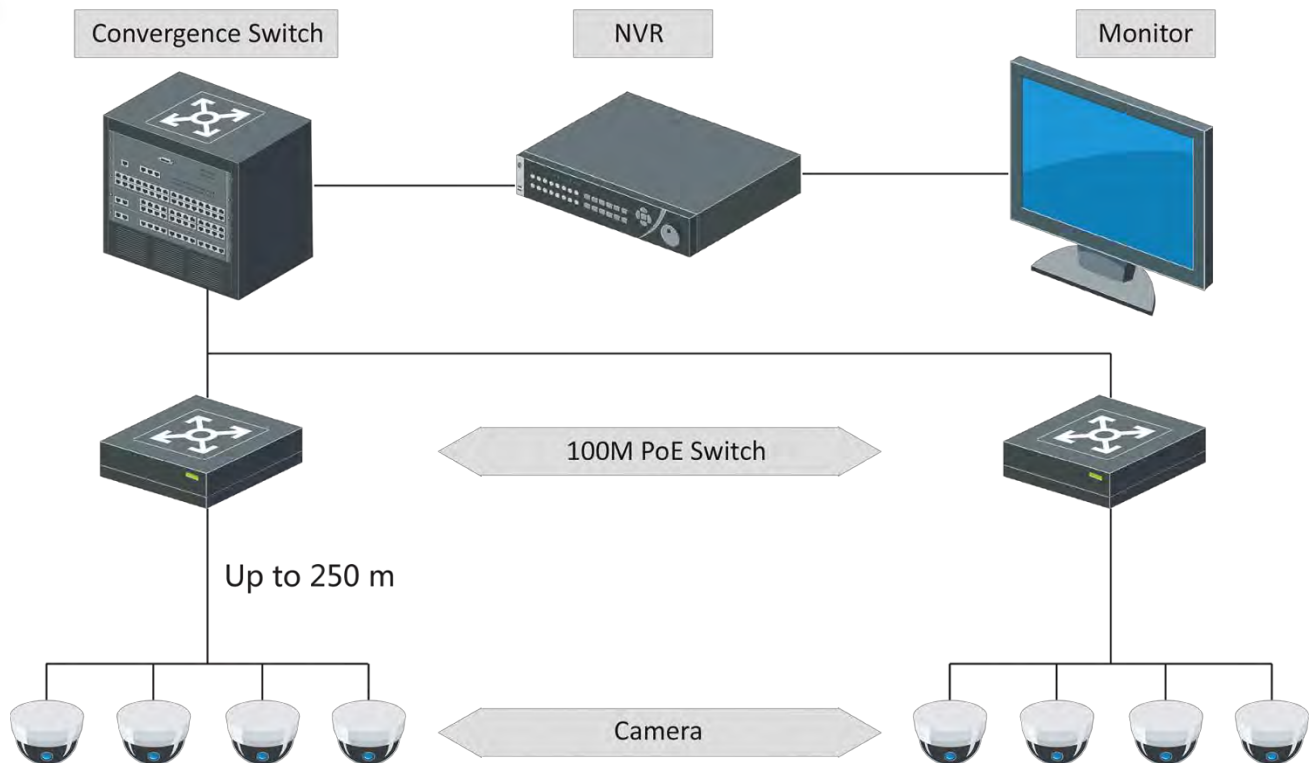 Convergence Switch
NVR
Monitor
100M PoE Switch
Up to 250 m
Camera